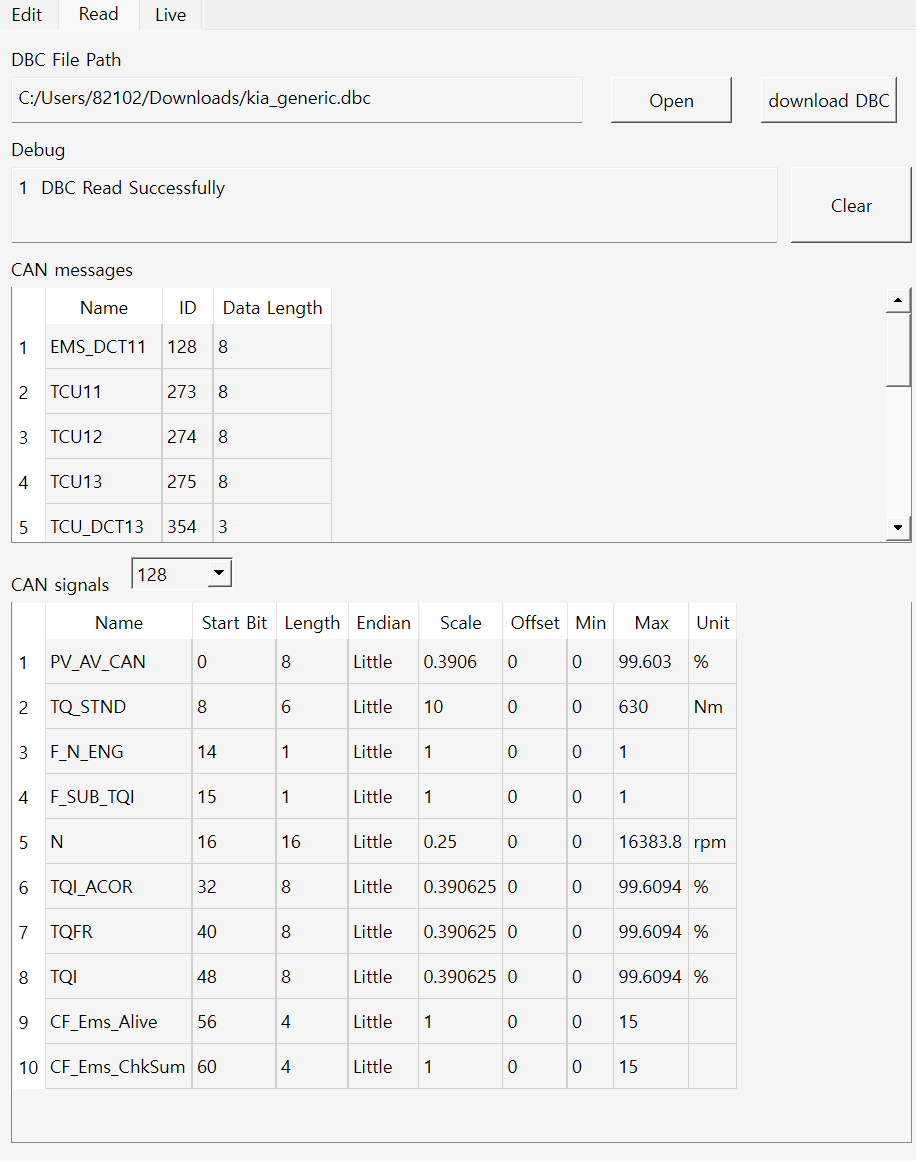 Edit Read Live
DBC File Path
C:/Users/82102/Downloads/kia_generic.dbc Open download DBC
Debug
1 DBC Read Successfully
Clear
CAN messages
Name ID Data Length
1 EMS_DCT11 128 8
2 TCU11 273 8
3 TCU12 274 8
4 TCU13 275 8
5 TCU_DCT13 354 3
CAN signals 128
Name Start Bit Length Endian Scale Offset Min Max Unit
1 PV_AV_CAN 0 8 Little 0.3906 0 0 99.603 %
2 TQ_STND 8 6 Little 10 0 0 630 Nm
3 F_N_ENG 14 1 Little 1 0 0 1
4 F_SUB_TQI 15 1 Little 1 0 0 1
5 N 16 16 Little 0.25 0 0 16383.8 rpm
6 TQI_ACOR 32 8 Little 0.390625 0 0 99.6094 %
7 TQFR 40 8 Little 0.390625 0 0 99.6094 %
8 TQI 48 8 Little 0.390625 0 0 99.6094 %
9 CF_Ems_Alive 56 4 Little 1 0 0 15
10 CF_Ems_ChkSum 60 4 Little 1 0 0 15